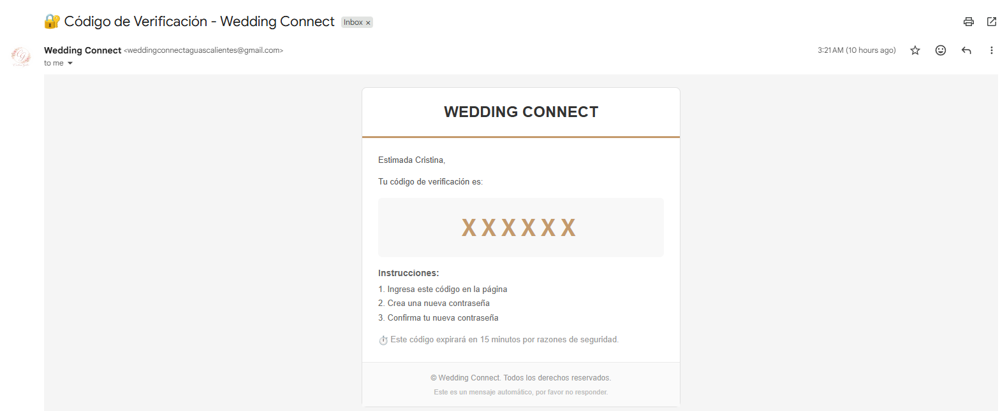 🔐 Código de Verificación - Wedding Connect Inbox ×
Wedding Connect <weddingconnectaguascalientes@gmail.com> 3:21 AM (10 hours ago)
to me
WEDDING CONNECT
Estimada Cristina,
Tu código de verificación es:
XXXXXX
Instrucciones:
1. Ingresa este código en la página
2. Crea una nueva contraseña
3. Confirma tu nueva contraseña
⏱️ Este código expirará en 15 minutos por razones de seguridad.
© Wedding Connect. Todos los derechos reservados.
Este es un mensaje automático, por favor no responder.